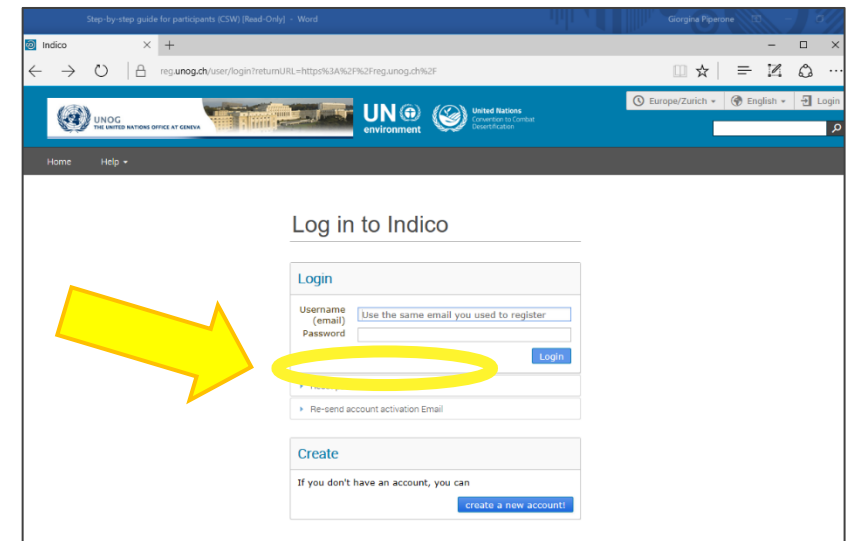 Step-by-step guide for participants (CSW) [Read-Only] - Word Giorgina Piperone
Indico
reg.unog.ch/user/login?returnURL=https%3A%2F%2Freg.unog.ch%2F
Europe/Zurich English Login
UNOG
THE UNITED NATIONS OFFICE AT GENEVA
UN environment
United Nations
Convention to Combat
Desertification
Home Help
Log in to Indico
Login
Username
(email) Use the same email you used to register
Password
Login
Re-send account activation Email
Create
If you don't have an account, you can
create a new account!